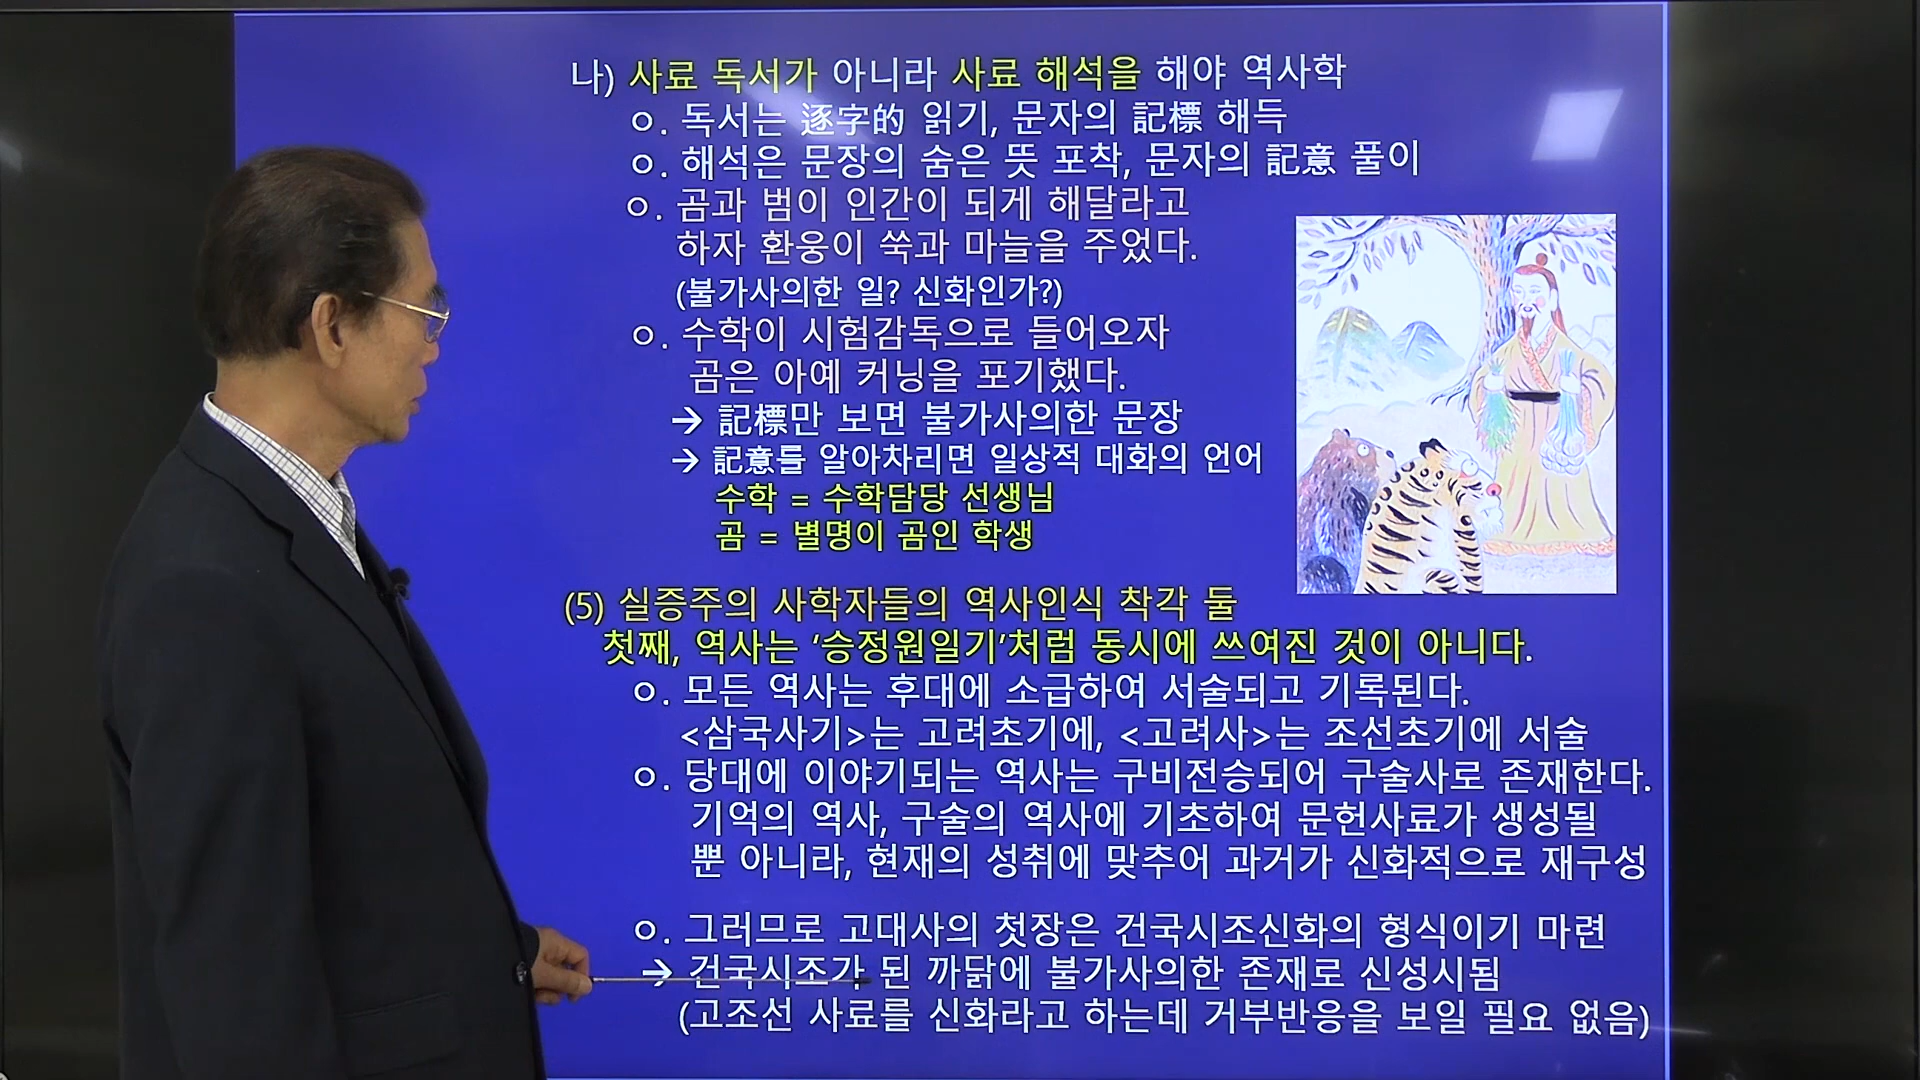 나) 사료 독서가 아니라 사료 해석을 해야 역사학
ㅇ. 독서는 逐字的 읽기, 문자의 記標 해득
ㅇ. 해석은 문장의 숨은 뜻 포착, 문자의 記意 풀이
ㅇ. 곰과 범이 인간이 되게 해달라고
하자 환웅이 쑥과 마늘을 주었다.
(불가사의한 일? 신화인가?)
ㅇ. 수학이 시험감독으로 들어오자
곰은 아예 커닝을 포기했다.
→ 記標만 보면 불가사의한 문장
→ 記意를 알아차리면 일상적 대화의 언어
수학 = 수학담당 선생님
곰 = 별명이 곰인 학생
(5) 실증주의 사학자들의 역사인식 착각 둘
첫째, 역사는 ‘승정원일기’처럼 동시에 쓰여진 것이 아니다.
ㅇ. 모든 역사는 후대에 소급하여 서술되고 기록된다.
<삼국사기>는 고려초기에, <고려사>는 조선초기에 서술
ㅇ. 당대에 이야기되는 역사는 구비전승되어 구술사로 존재한다.
기억의 역사, 구술의 역사에 기초하여 문헌사료가 생성될
뿐 아니라, 현재의 성취에 맞추어 과거가 신화적으로 재구성
ㅇ. 그러므로 고대사의 첫장은 건국시조신화의 형식이기 마련
→ 건국시조가 된 까닭에 불가사의한 존재로 신성시됨
(고조선 사료를 신화라고 하는데 거부반응을 보일 필요 없음)